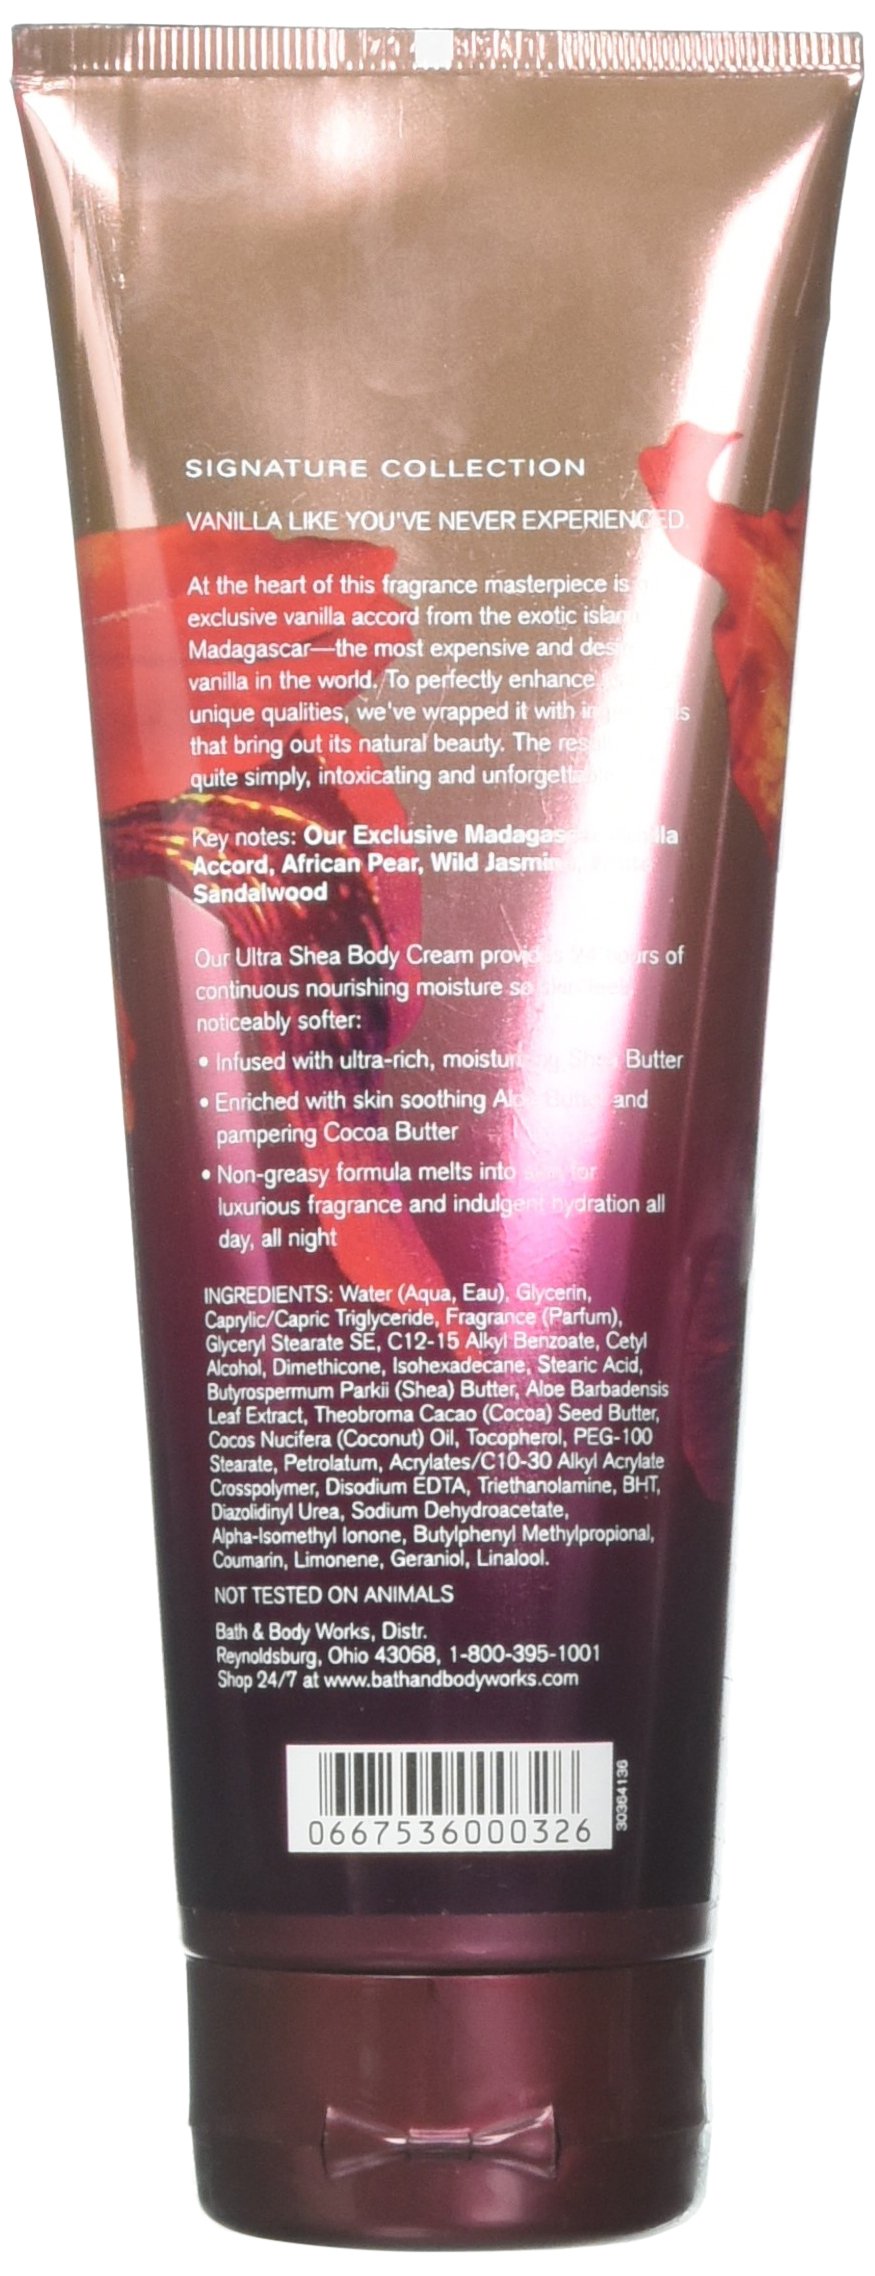 SIGNATURE COLLECTION
VANILLA LIKE YOU'VE NEVER EXPERIENCED
At the heart of this fragrance masterpiece is
exclusive vanilla accord from the exotic
Madagascar—the most expensive and
vanilla in the world. To perfectly enhance
unique qualities, we've wrapped it with
that bring out its natural beauty. The
quite simply, intoxicating and
Key notes: Our Exclusive Madagascar Vanilla
Accord, African Pear, Wild Jasmine,
Sandalwood
Our Ultra Shea Body Cream provides hours of
continuous nourishing moisture so
noticeably softer:
• Infused with ultra-rich, moisturizing Shea Butter
• Enriched with skin soothing Aloe Butter and
pampering Cocoa Butter
• Non-greasy formula melts into skin for
luxurious fragrance and indulgent hydration all
day, all night
INGREDIENTS: Water (Aqua, Eau), Glycerin,
Caprylic/Capric Triglyceride, Fragrance (Parfum),
Glyceryl Stearate SE, C12-15 Alkyl Benzoate, Cetyl
Alcohol, Dimethicone, Isohexadecane, Stearic Acid,
Butyrospermum Parkii (Shea) Butter, Aloe Barbadensis
Leaf Extract, Theobroma Cacao (Cocoa) Seed Butter,
Cocos Nucifera (Coconut) Oil, Tocopherol, PEG-100
Stearate, Petrolatum, Acrylates/C10-30 Alkyl Acrylate
Crosspolymer, Disodium EDTA, Triethanolamine, BHT,
Diazolidinyl Urea, Sodium Dehydroacetate,
Alpha-Isomethyl Ionone, Butylphenyl Methylpropional,
Coumarin, Limonene, Geraniol, Linalool.
NOT TESTED ON ANIMALS
Bath & Body Works, Distr.
Reynoldsburg, Ohio 43068, 1-800-395-1001
Shop 24/7 at www.bathandbodyworks.com
0667536000326
30364136